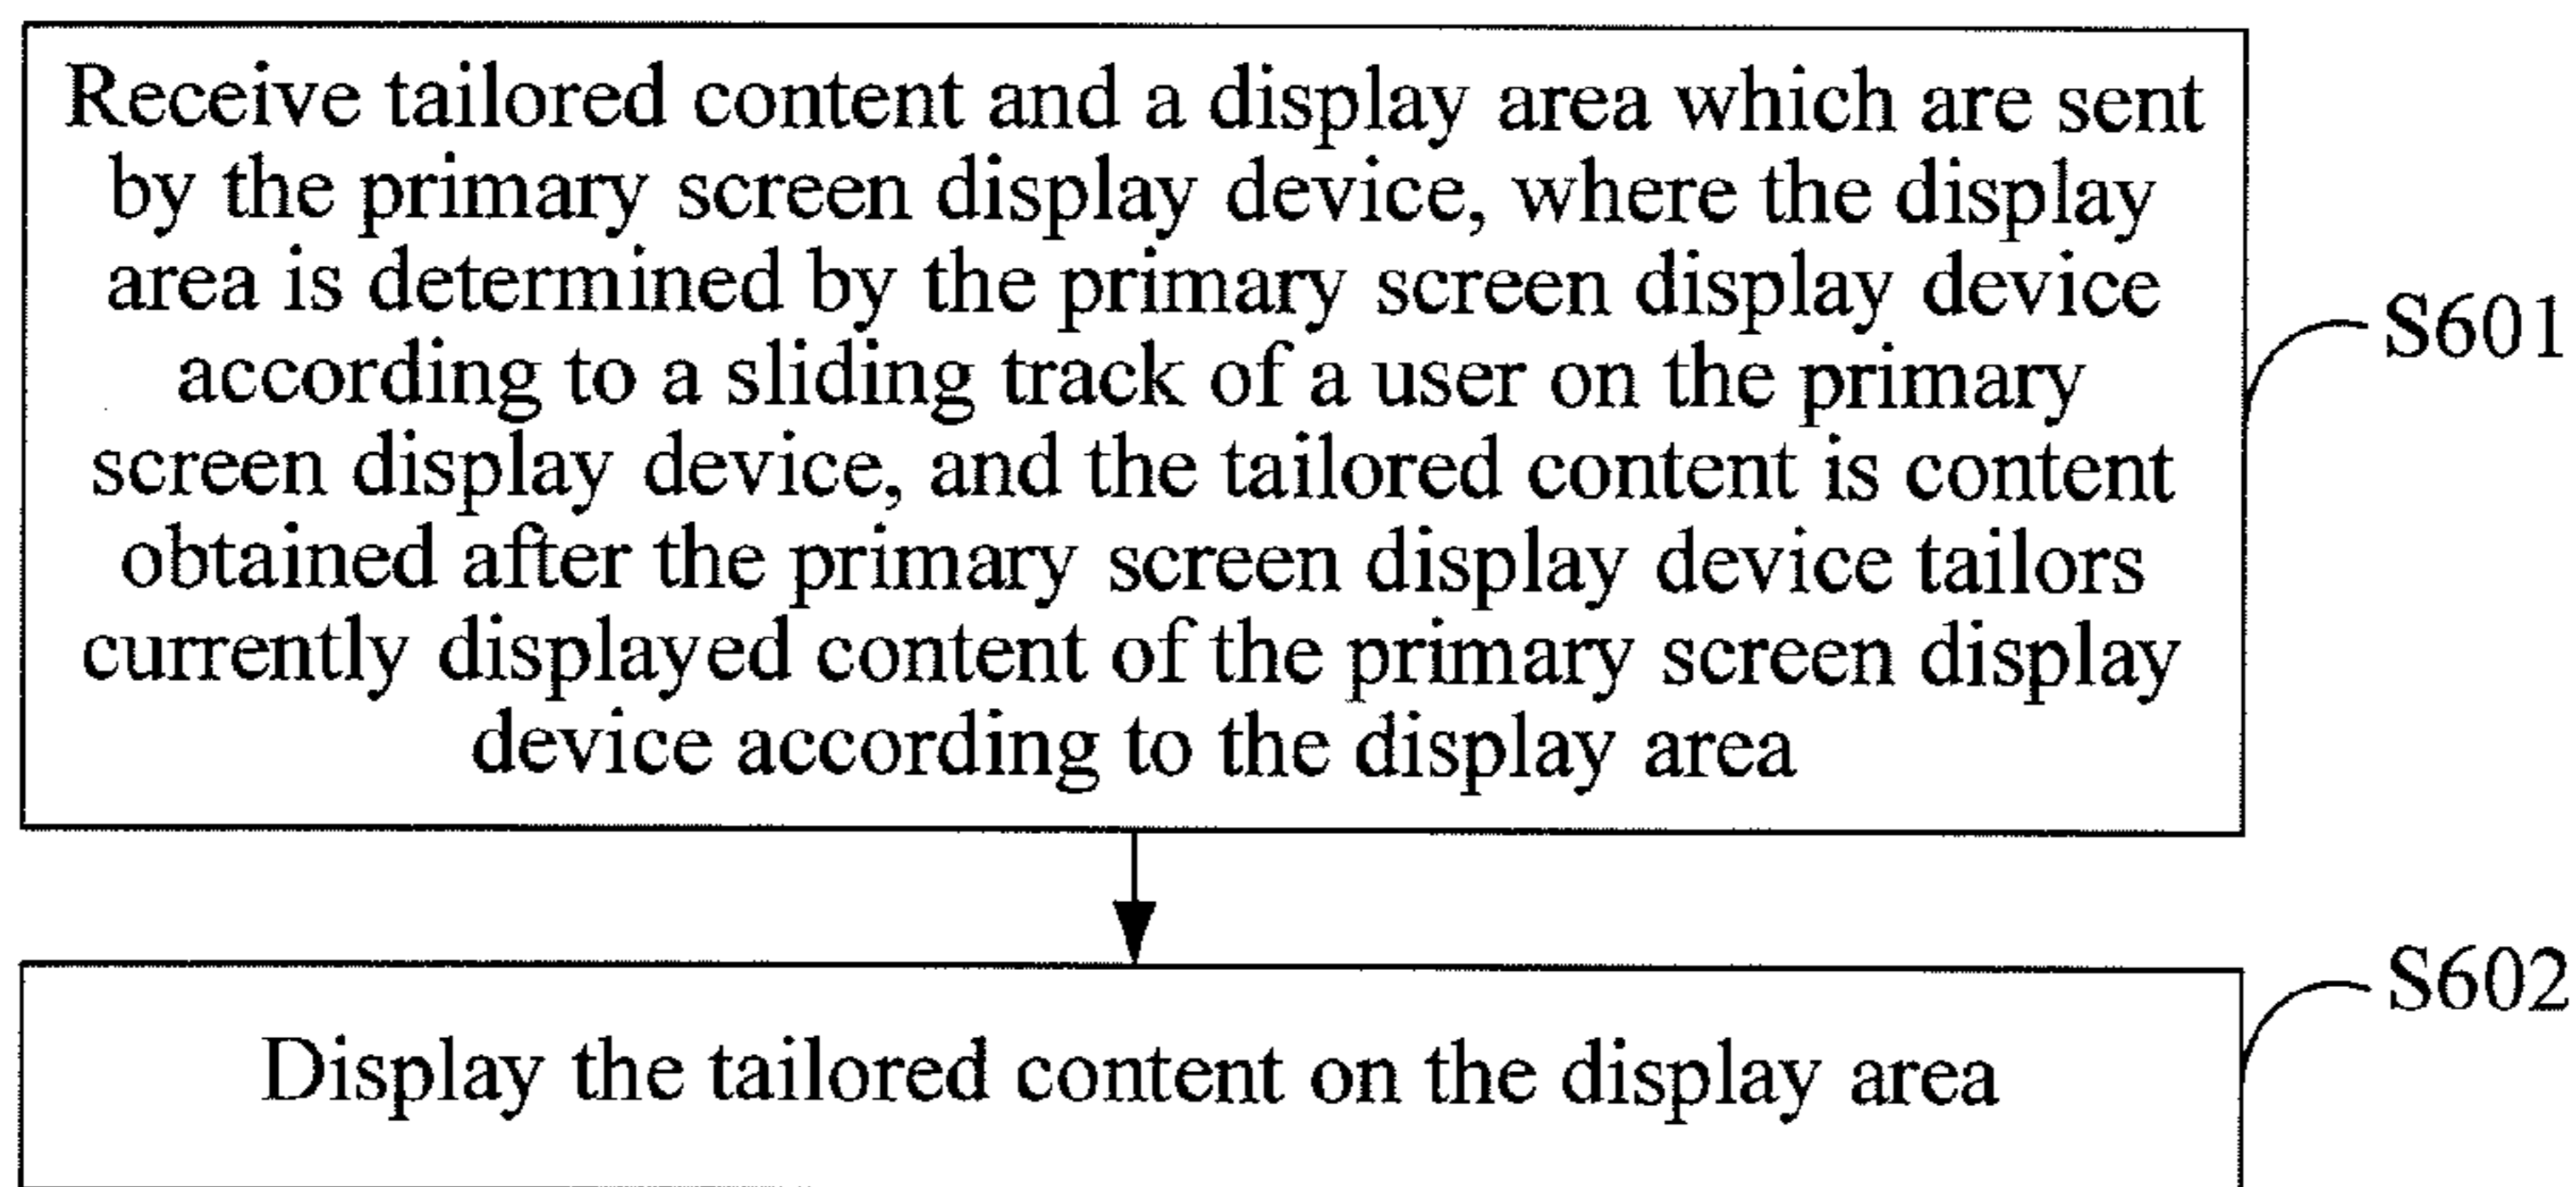 Receive tailored content and a display area which are sent
by the primary screen display device, where the display
area is determined by the primary screen display device
according to a sliding track of a user on the primary
screen display device, and the tailored content is content
obtained after the primary screen display device tailors
currently displayed content of the primary screen display
device according to the display area
S601
Display the tailored content on the display area
S602